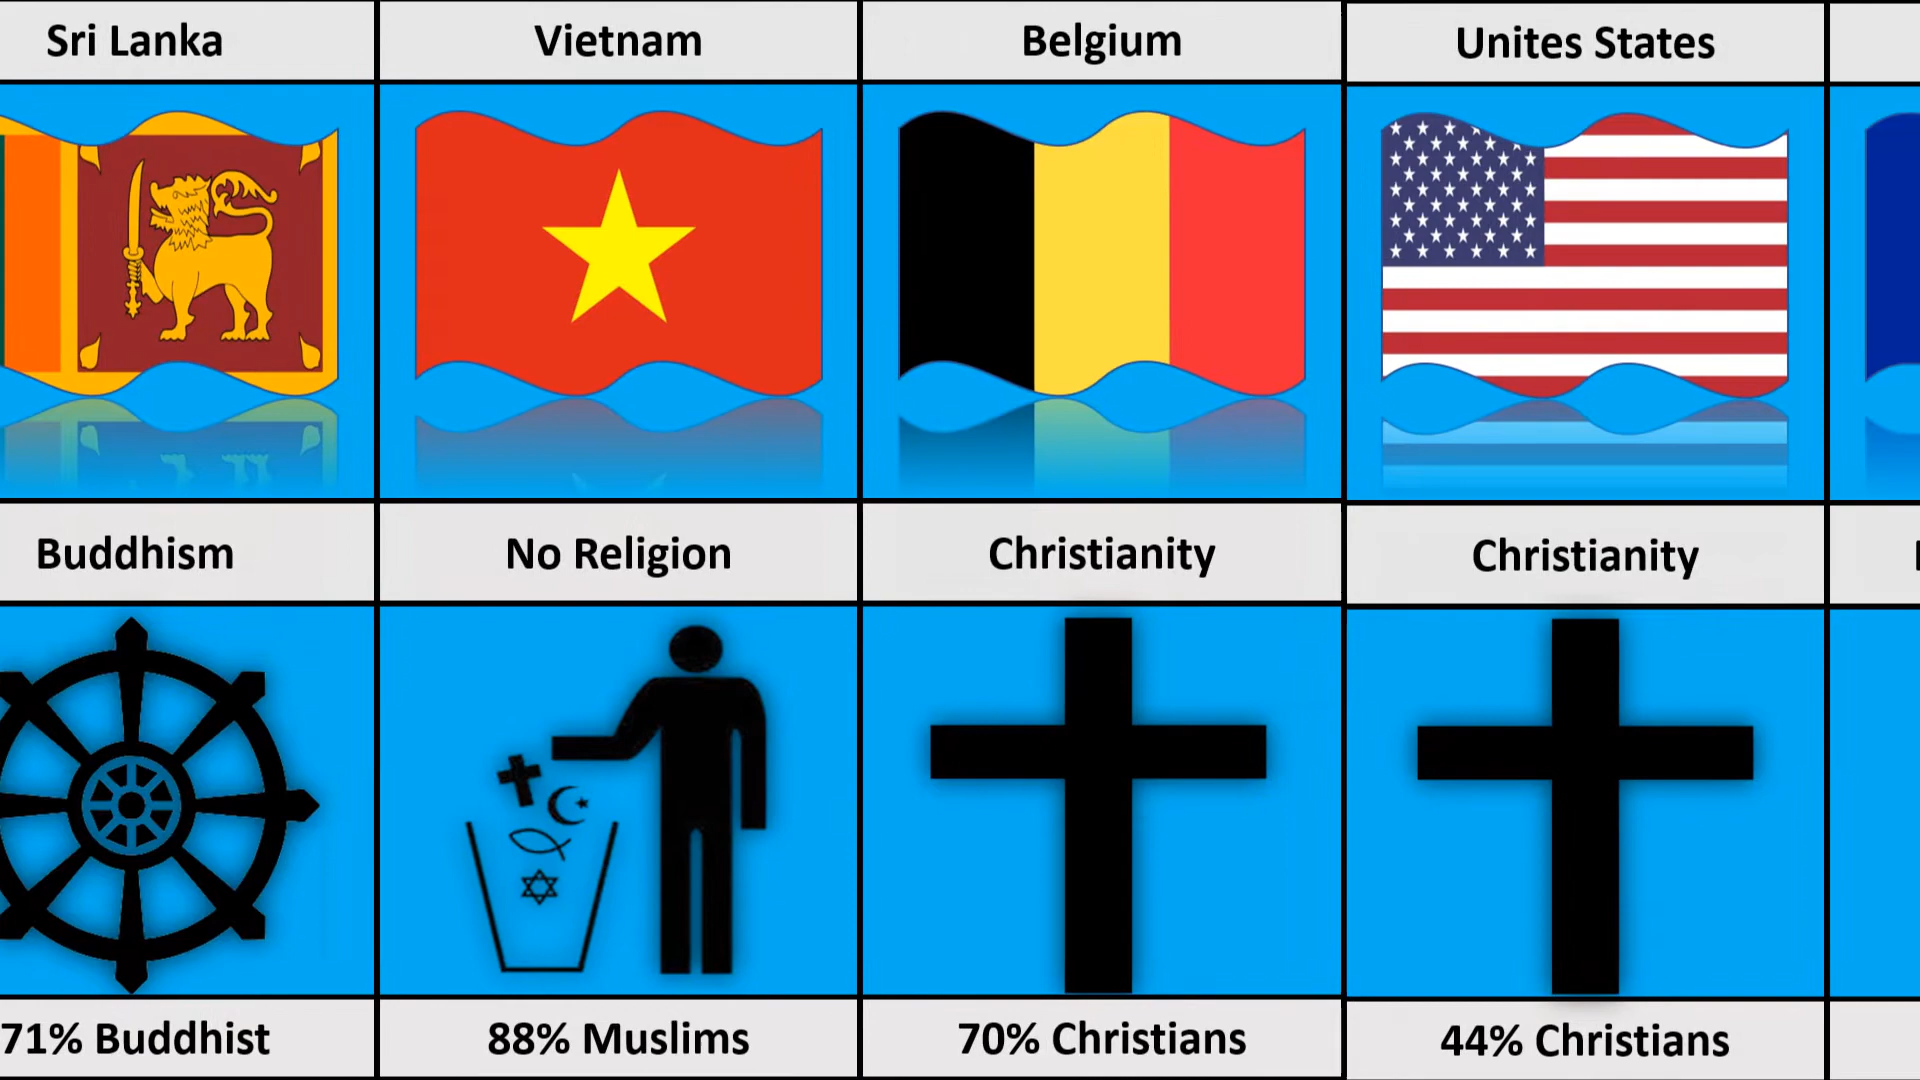 Sri Lanka
Vietnam
Belgium
Unites States
Buddhism
No Religion
Christianity
Christianity
71% Buddhist
88% Muslims
70% Christians
44% Christians